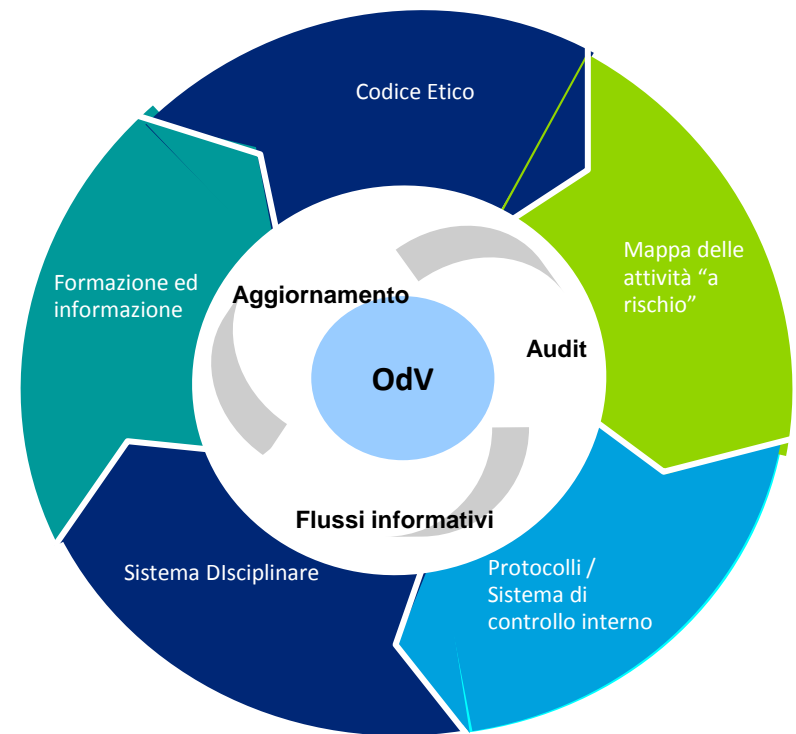 Codice Etico
Mappa delle
attività “a
rischio”
Formazione ed
informazione
Aggiornamento
Audit
OdV
Flussi informativi
Sistema DIsciplinare
Protocolli /
Sistema di
controllo interno